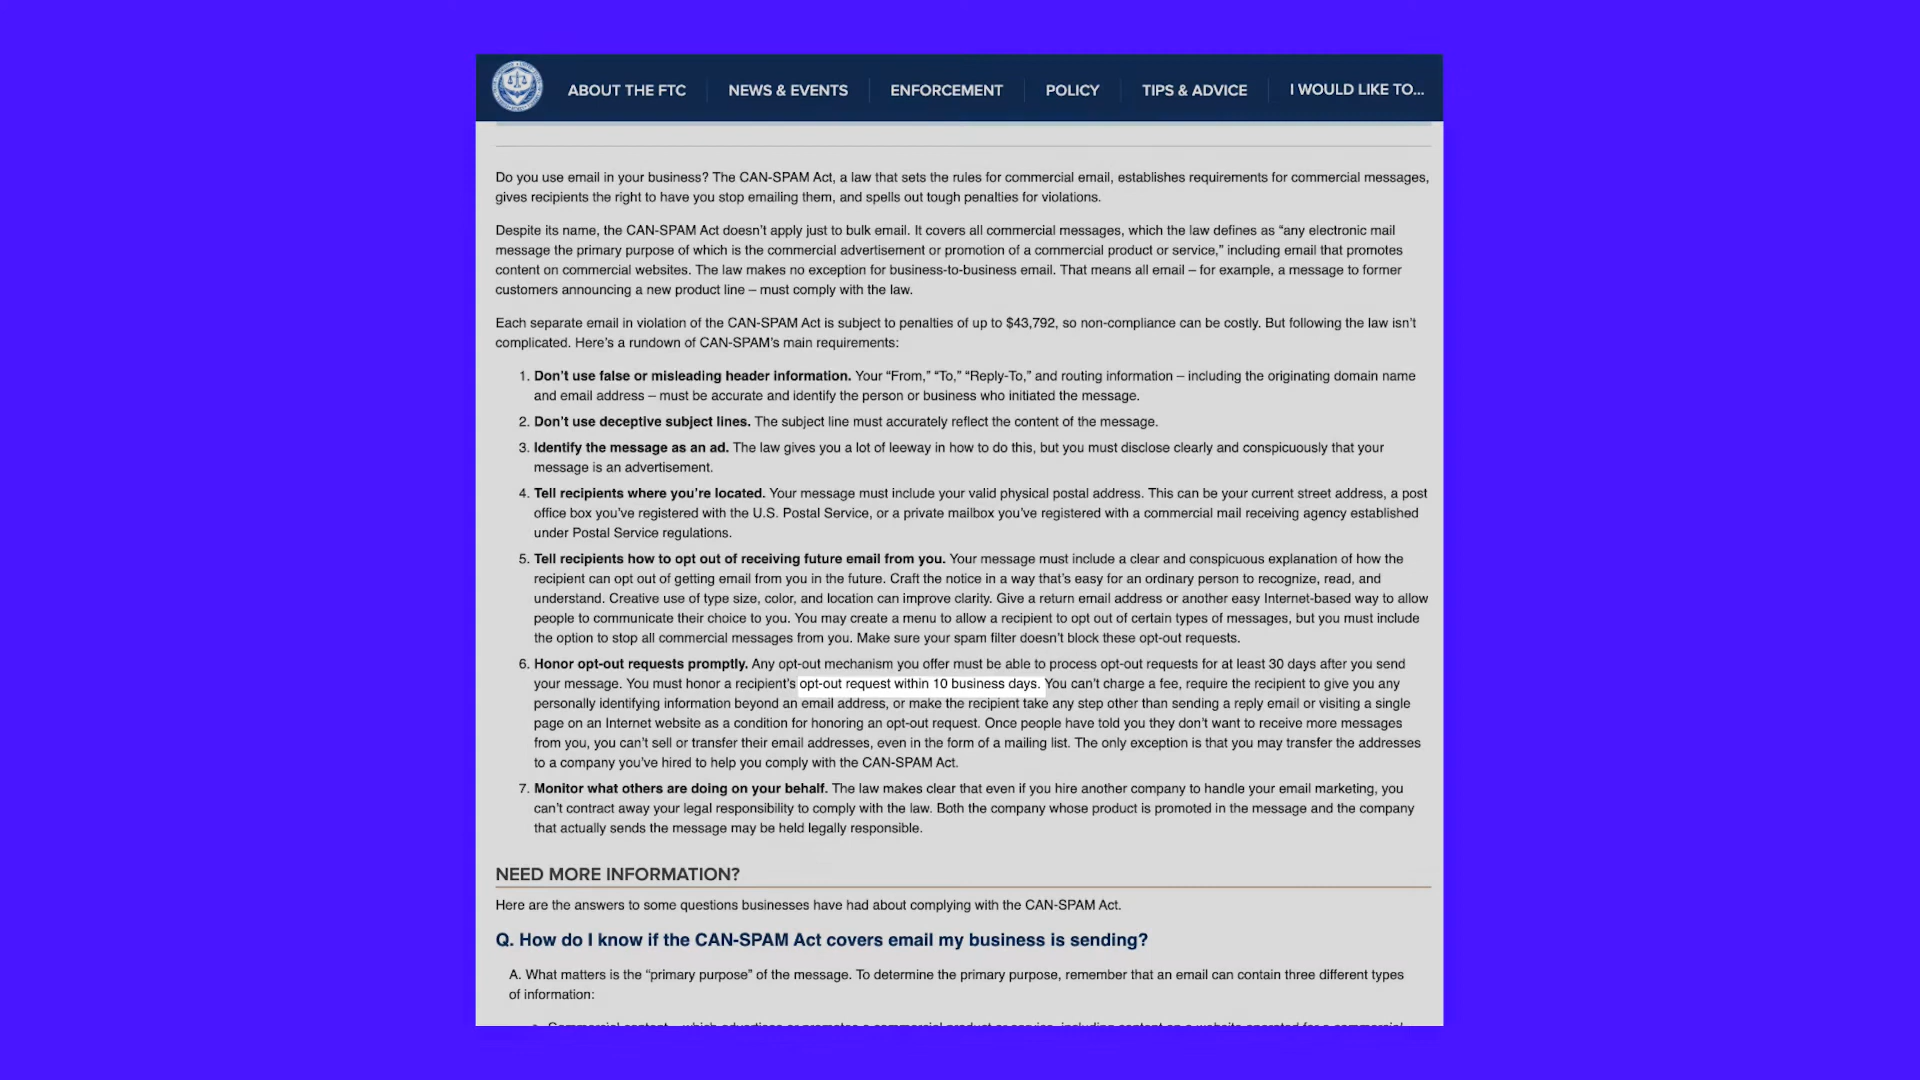 ABOUT THE FTC NEWS & EVENTS ENFORCEMENT POLICY TIPS & ADVICE I WOULD LIKE TO...
Do you use email in your business? The CAN-SPAM Act, a law that sets the rules for commercial email, establishes requirements for commercial messages,
gives recipients the right to have you stop emailing them, and spells out tough penalties for violations.
Despite its name, the CAN-SPAM Act doesn’t apply just to bulk email. It covers all commercial messages, which the law defines as “any electronic mail
message the primary purpose of which is the commercial advertisement or promotion of a commercial product or service,” including email that promotes
content on commercial websites. The law makes no exception for business-to-business email. That means all email – for example, a message to former
customers announcing a new product line – must comply with the law.
Each separate email in violation of the CAN-SPAM Act is subject to penalties of up to $43,792, so non-compliance can be costly. But following the law isn’t
complicated. Here’s a rundown of CAN-SPAM’s main requirements:
1. Don’t use false or misleading header information. Your “From,” “To,” “Reply-To,” and routing information – including the originating domain name
and email address – must be accurate and identify the person or business who initiated the message.
2. Don’t use deceptive subject lines. The subject line must accurately reflect the content of the message.
3. Identify the message as an ad. The law gives you a lot of leeway in how to do this, but you must disclose clearly and conspicuously that your
message is an advertisement.
4. Tell recipients where you’re located. Your message must include your valid physical postal address. This can be your current street address, a post
office box you’ve registered with the U.S. Postal Service, or a private mailbox you’ve registered with a commercial mail receiving agency established
under Postal Service regulations.
5. Tell recipients how to opt out of receiving future email from you. Your message must include a clear and conspicuous explanation of how the
recipient can opt out of getting email from you in the future. Craft the notice in a way that’s easy for an ordinary person to recognize, read, and
understand. Creative use of type size, color, and location can improve clarity. Give a return email address or another easy Internet-based way to allow
people to communicate their choice to you. You may create a menu to allow a recipient to opt out of certain types of messages, but you must include
the option to stop all commercial messages from you. Make sure your spam filter doesn’t block these opt-out requests.
6. Honor opt-out requests promptly. Any opt-out mechanism you offer must be able to process opt-out requests for at least 30 days after you send
your message. You must honor a recipient’s opt-out request within 10 business days. You can’t charge a fee, require the recipient to give you any
personally identifying information beyond an email address, or make the recipient take any step other than sending a reply email or visiting a single
page on an Internet website as a condition for honoring an opt-out request. Once people have told you they don’t want to receive more messages
from you, you can’t sell or transfer their email addresses, even in the form of a mailing list. The only exception is that you may transfer the addresses
to a company you’ve hired to help you comply with the CAN-SPAM Act.
7. Monitor what others are doing on your behalf. The law makes clear that even if you hire another company to handle your email marketing, you
can’t contract away your legal responsibility to comply with the law. Both the company whose product is promoted in the message and the company
that actually sends the message may be held legally responsible.
NEED MORE INFORMATION?
Here are the answers to some questions businesses have had about complying with the CAN-SPAM Act.
Q. How do I know if the CAN-SPAM Act covers email my business is sending?
A. What matters is the “primary purpose” of the message. To determine the primary purpose, remember that an email can contain three different types
of information: